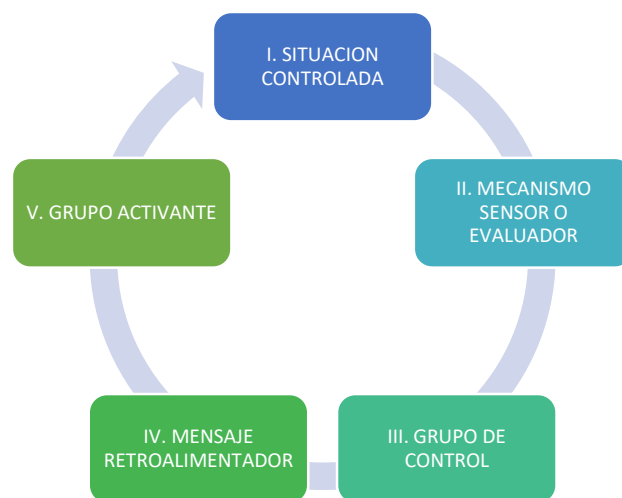 I. SITUACION
CONTROLADA
II. MECANISMO
SENSOR O
EVALUADOR
III. GRUPO DE
CONTROL
IV. MENSAJE
RETROALIMENTADOR
V. GRUPO ACTIVANTE